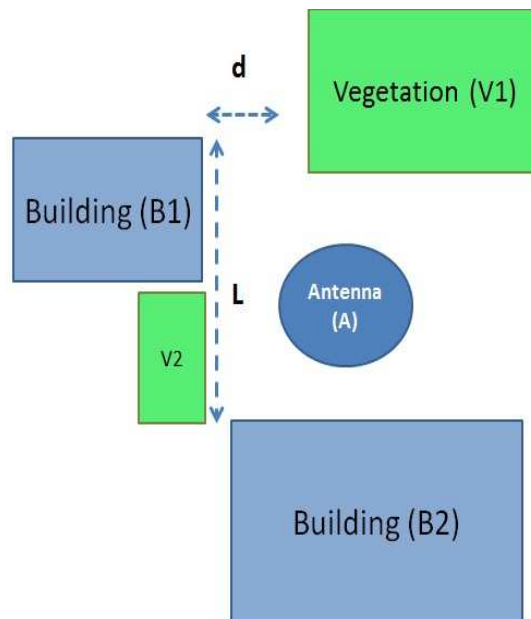 d
Vegetation (V1)
Building (B1)
L
Antenna
(A)
V2
Building (B2)